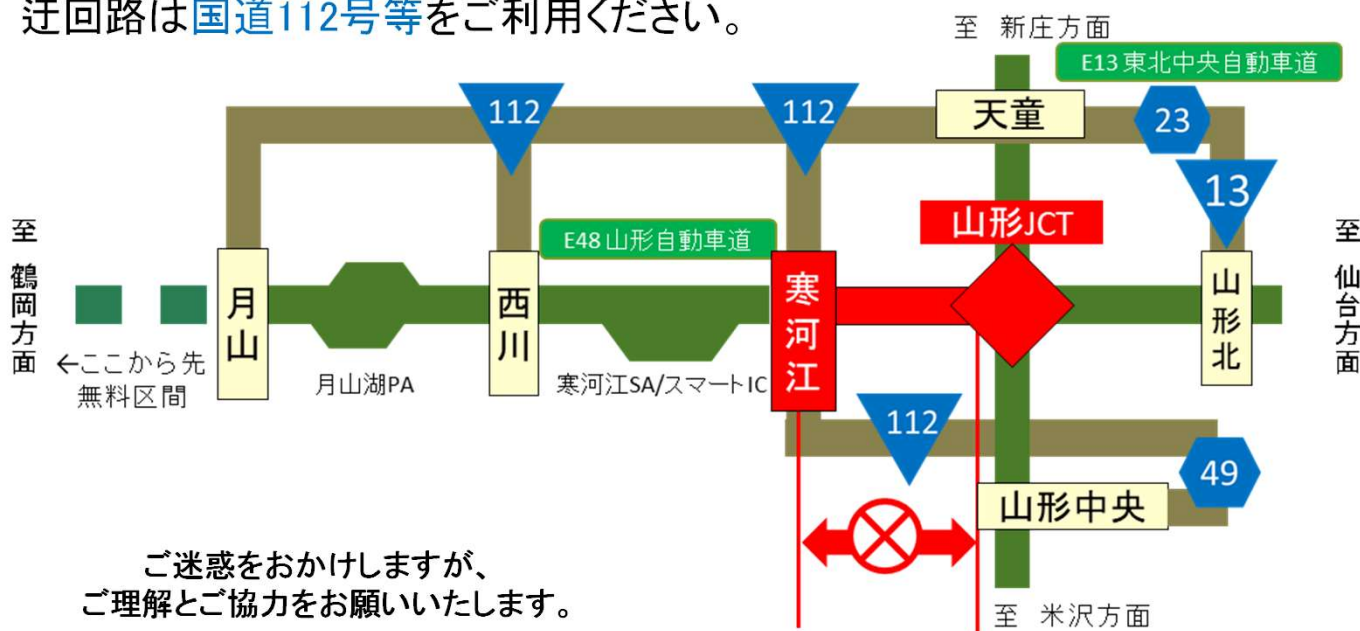 迂回路は国道112号等をご利用ください。
至 新庄方面
E13 東北中央自動車道
112
112
天童
23
13
山形JCT
E48 山形自動車道
至 鶴岡方面
月山
西川
寒河江
山形北
至 仙台方面
←ここから先
無料区間
月山湖PA
寒河江SA/スマートIC
112
49
山形中央
ご迷惑をおかけしますが、
ご理解とご協力をお願いいたします。
至 米沢方面